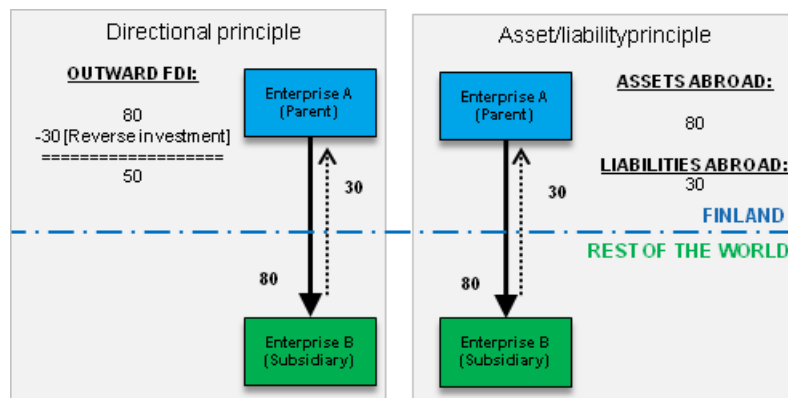 Directional principle
OUTWARD FDI:
80
-30 [Reverse investment]
===================
50
Enterprise A
(Parent)
30
80
Enterprise B
(Subsidiary)
Asset/liabilityprinciple
Enterprise A
(Parent)
ASSETS ABROAD:
80
LIABILITIES ABROAD:
30
30
FINLAND
REST OF THE WORLD
80
Enterprise B
(Subsidiary)